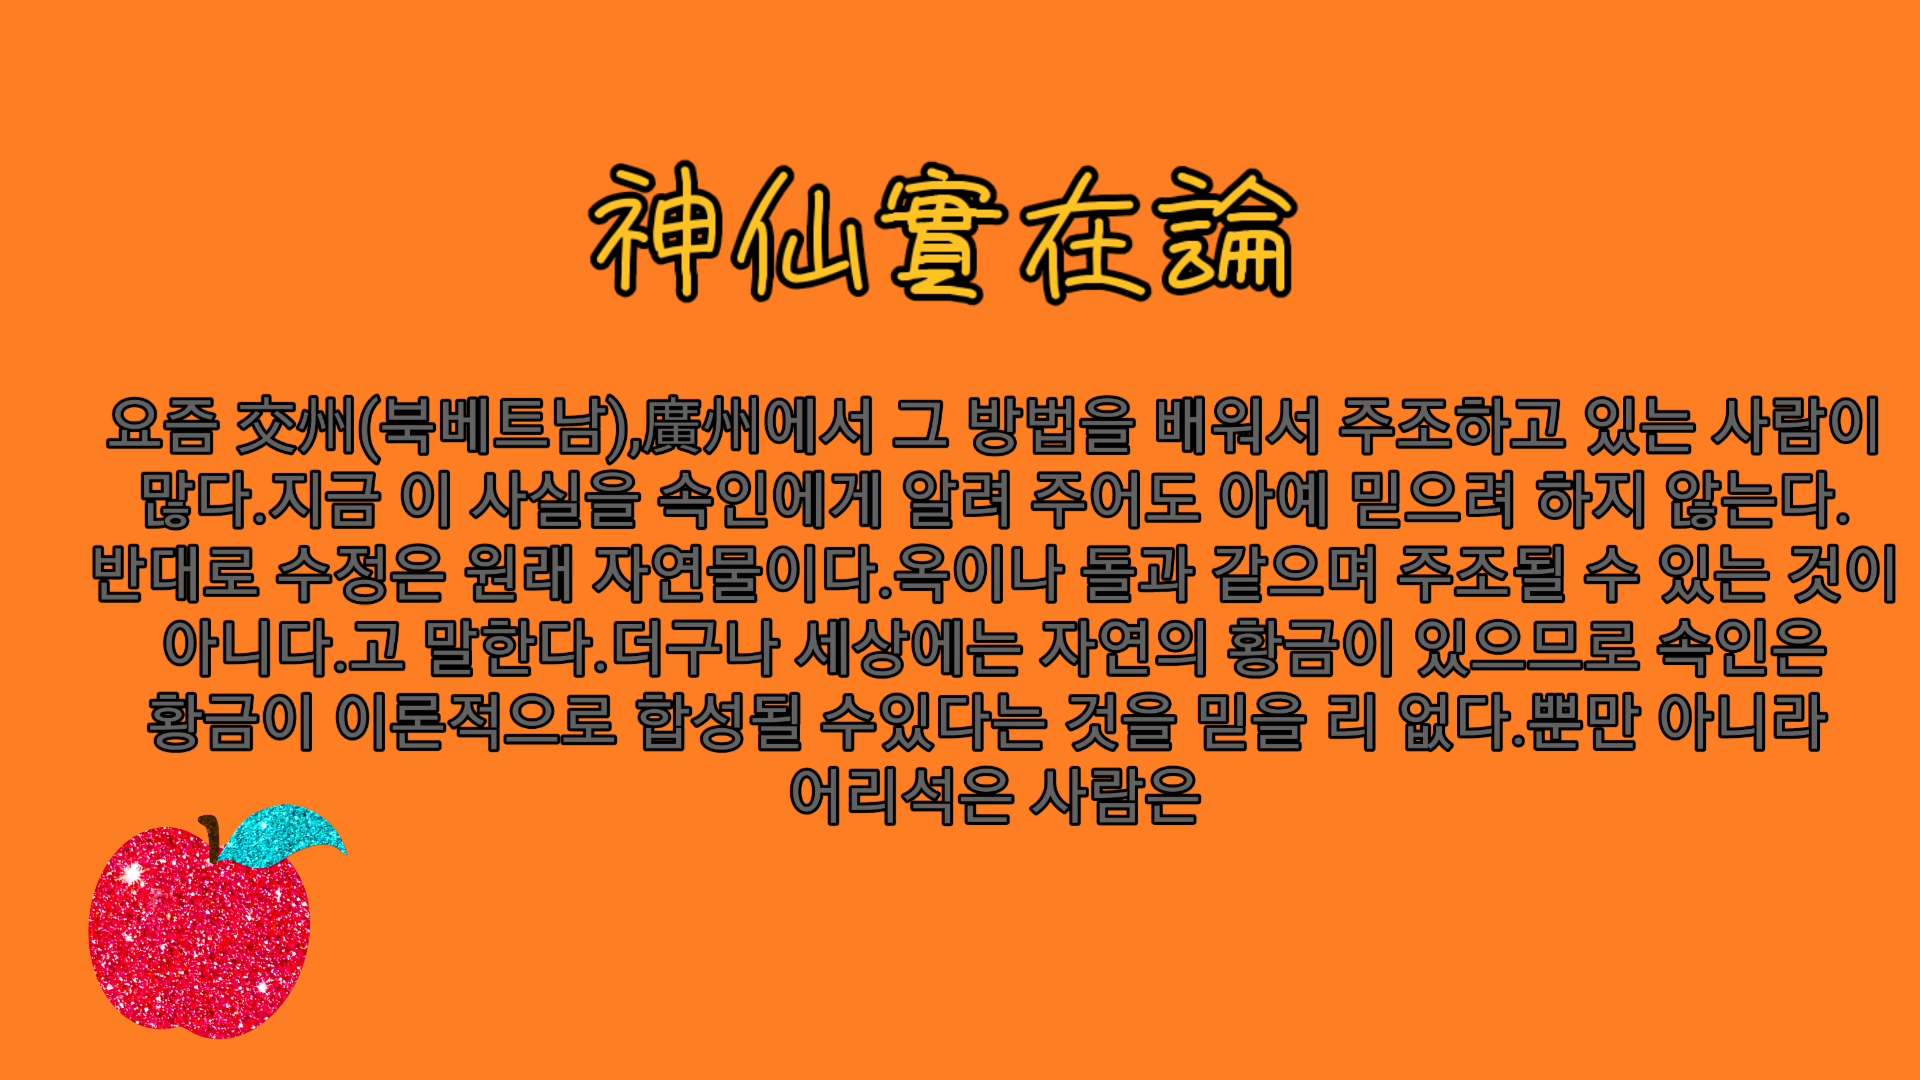 神仙實在論
요즘 交州(북베트남),廣州에서 그 방법을 배워서 주조하고 있는 사람이
많다.지금 이 사실을 속인에게 알려 주어도 아예 믿으려 하지 않는다.
반대로 수정은 원래 자연물이다.옥이나 돌과 같으며 주조될 수 있는 것이
아니다.고 말한다.더구나 세상에는 자연의 황금이 있으므로 속인은
황금이 이론적으로 합성될 수있다는 것을 믿을 리 없다.뿐만 아니라
어리석은 사람은